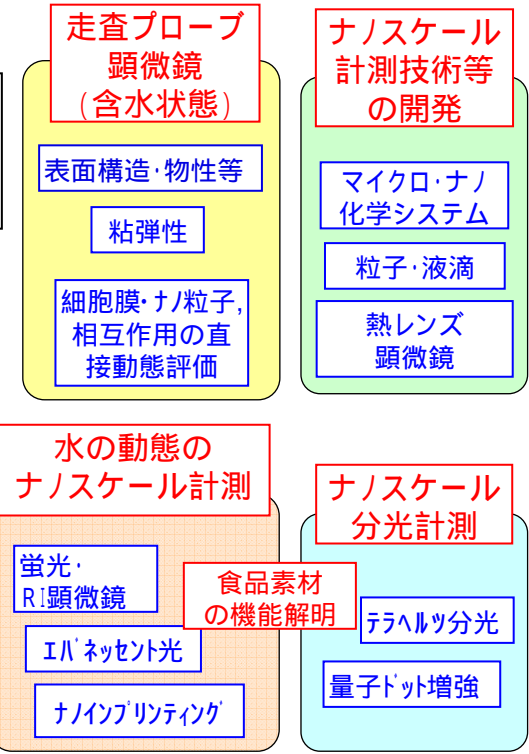 走査プローブ
顕微鏡
(含水状態)
表面構造・物性等
粘弾性
細胞膜・ナノ粒子,
相互作用の直
接動態評価
ナノスケール
計測技術等
の開発
マイクロ・ナノ
化学システム
粒子・液滴
熱レンズ
顕微鏡
水の動態の
ナノスケール計測
蛍光・
RI顕微鏡
エバネッセント光
ナノインプリンティング
食品素材
の機能解明
ナノスケール
分光計測
テラヘルツ分光
量子ドット増強